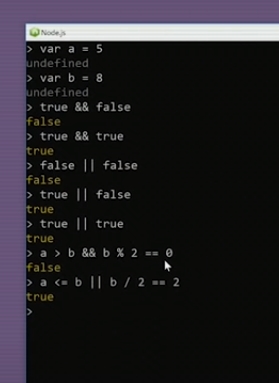 Node.js
> var a = 5
undefined
> var b = 8
undefined
> true && false
false
> true && true
true
> false || false
false
> true || false
true
> true || true
true
> a > b && b % 2 == 0
false
> a <= b || b / 2 == 2
true
>